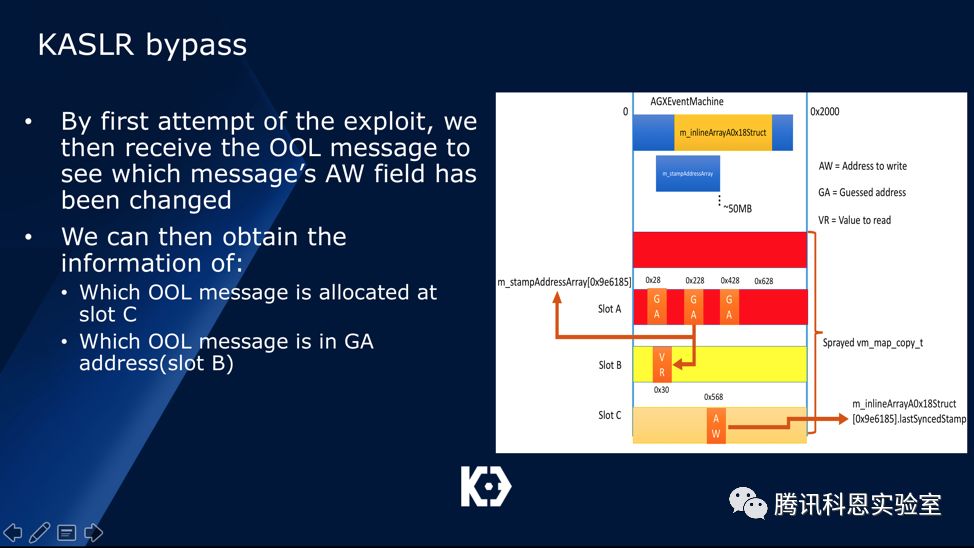 KASLR bypass
• By first attempt of the exploit, we
then receive the OOL message to
see which message's AW field has
been changed
• We can then obtain the
information of:
• Which OOL message is allocated at
slot C
• Which OOL message is in GA
address(slot B)
AGXEventMachine
0
0x2000
m_inlineArrayA0x18Struct
m_stampAddressArray
~50MB
AW = Address to write
GA = Guessed address
VR = Value to read
m_stampAddressArray[0x9e6185]
0x28
0x228
0x428
0x628
Slot A
G
A
G
A
G
A
Sprayed vm_map_copy_t
Slot B
V
R
0x30
0x568
Slot C
A
W
m_inlineArrayA0x18Struct
[0x9e6185].lastSyncedStamp
腾讯科恩实验室